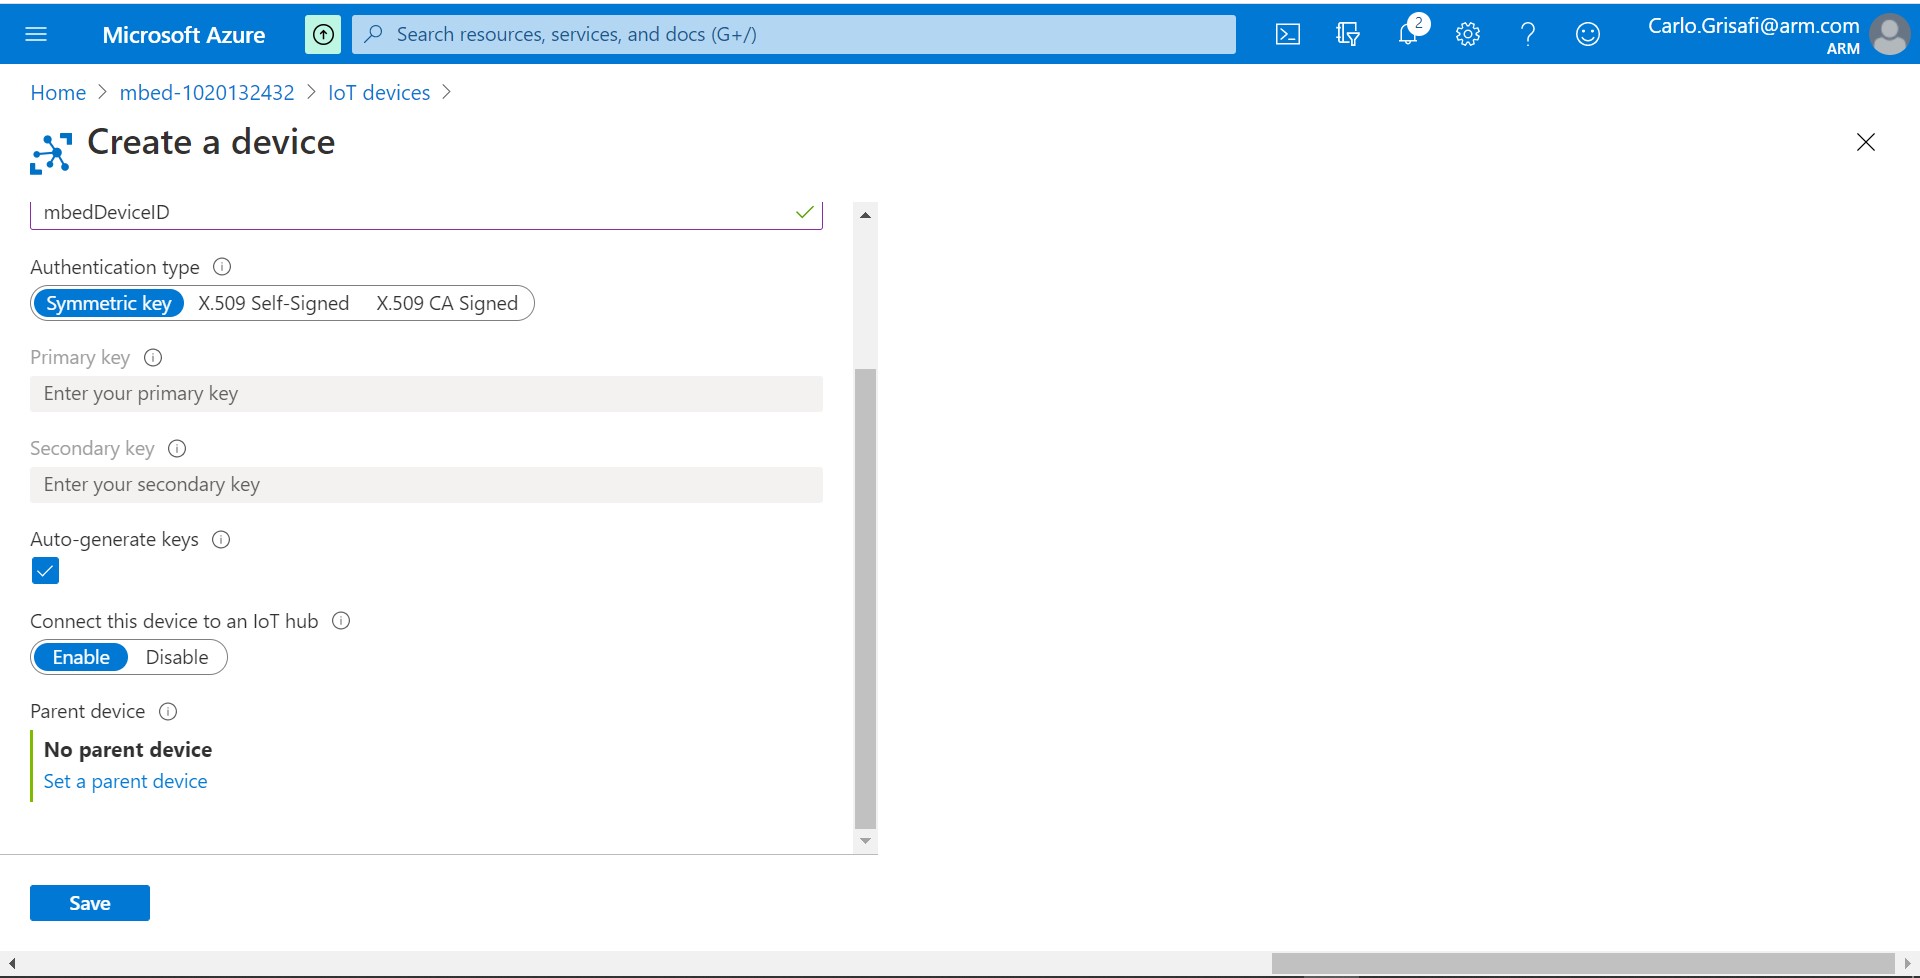 Microsoft Azure
Search resources, services, and docs (G+/)
2
Carlo.Grisafi@arm.com
ARM
Home > mbed-1020132432 > IoT devices >
Create a device
mbedDeviceID
Authentication type
Symmetric key X.509 Self-Signed X.509 CA Signed
Primary key
Enter your primary key
Secondary key
Enter your secondary key
Auto-generate keys
Connect this device to an IoT hub
Enable Disable
Parent device
No parent device
Set a parent device
Save